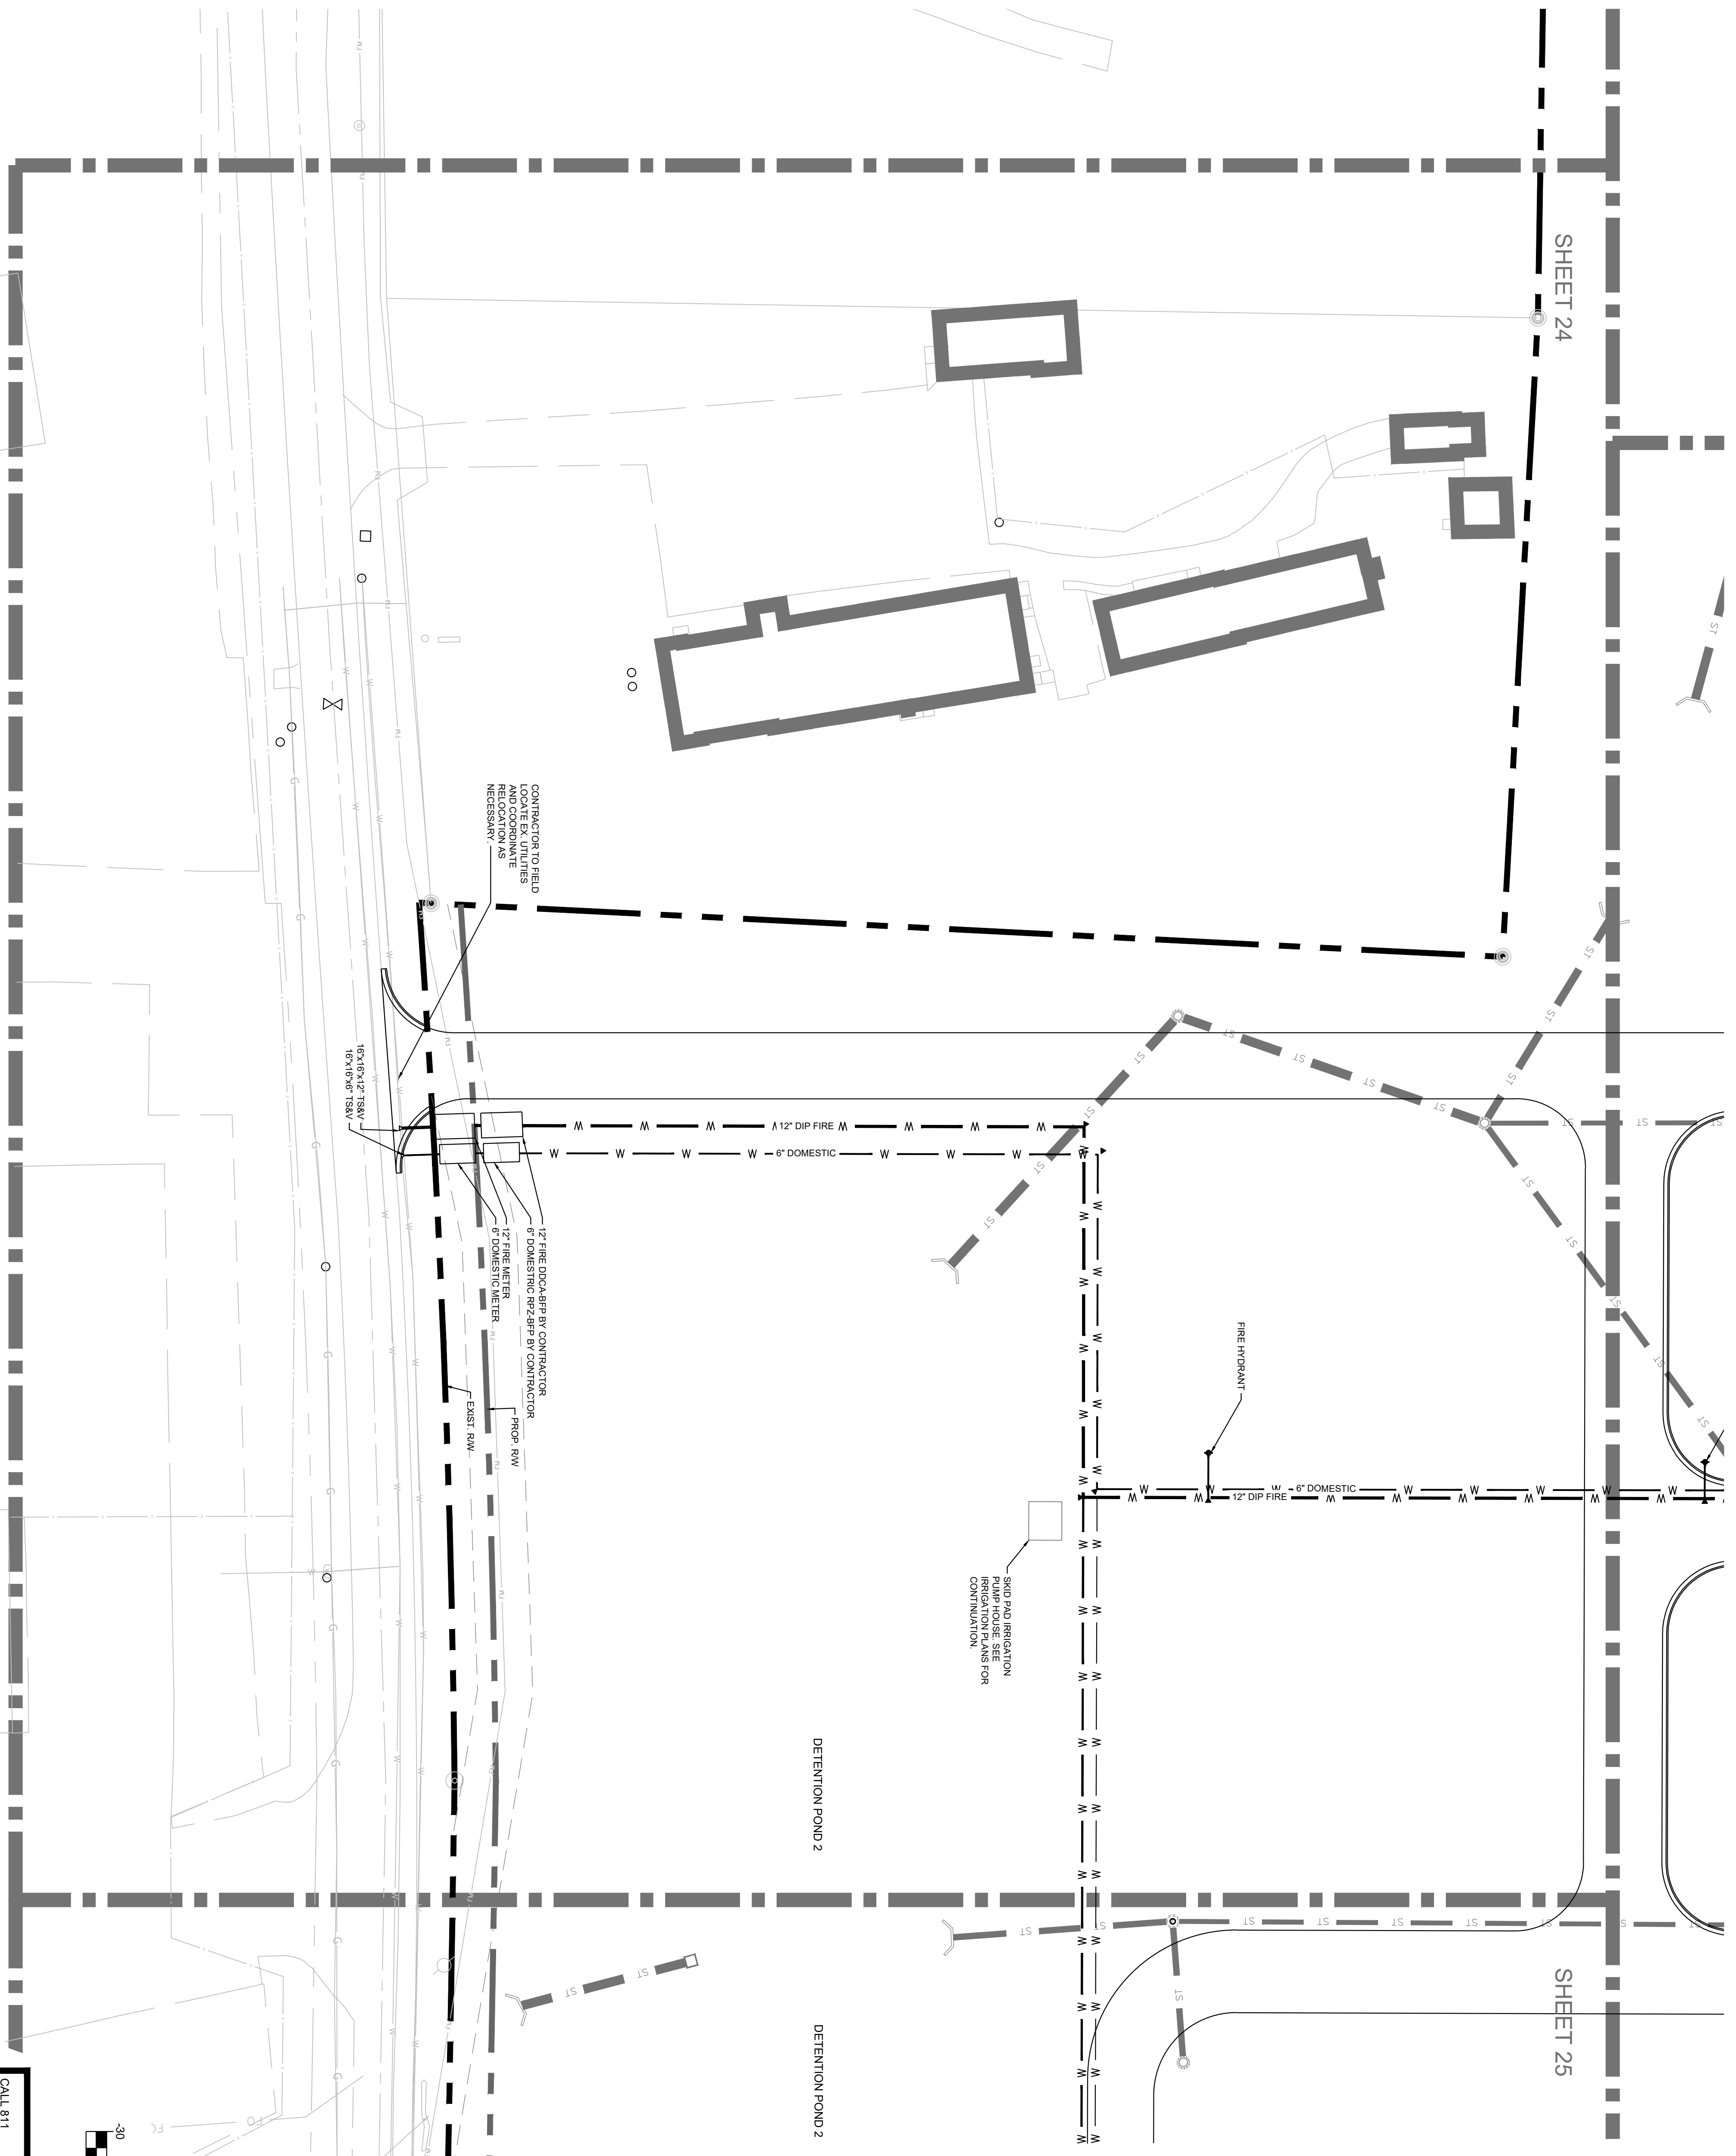 SHEET 24
CONTRACTOR TO FIELD
LOCATE EX. UTILITIES
AND COORDINATE
RELOCATION AS
NECESSARY.
16"x16"x12" TS&V
16"x16"x6" TS&V
12" DIP FIRE
6" DOMESTIC
12" FIRE DDCA-BFP BY CONTRACTOR
6" DOMESTRIC RPZ-BFP BY CONTRACTOR
12" FIRE METER
6" DOMESTIC METER
PROP. R/W
EXIST. R/W
FIRE HYDRANT
6" DOMESTIC
12" DIP FIRE
SKID PAD IRRIGATION
PUMP HOUSE. SEE
IRRIGATION PLANS FOR
CONTINUATION.
DETENTION POND 2
SHEET 25
DETENTION POND 2
-30
CALL 811